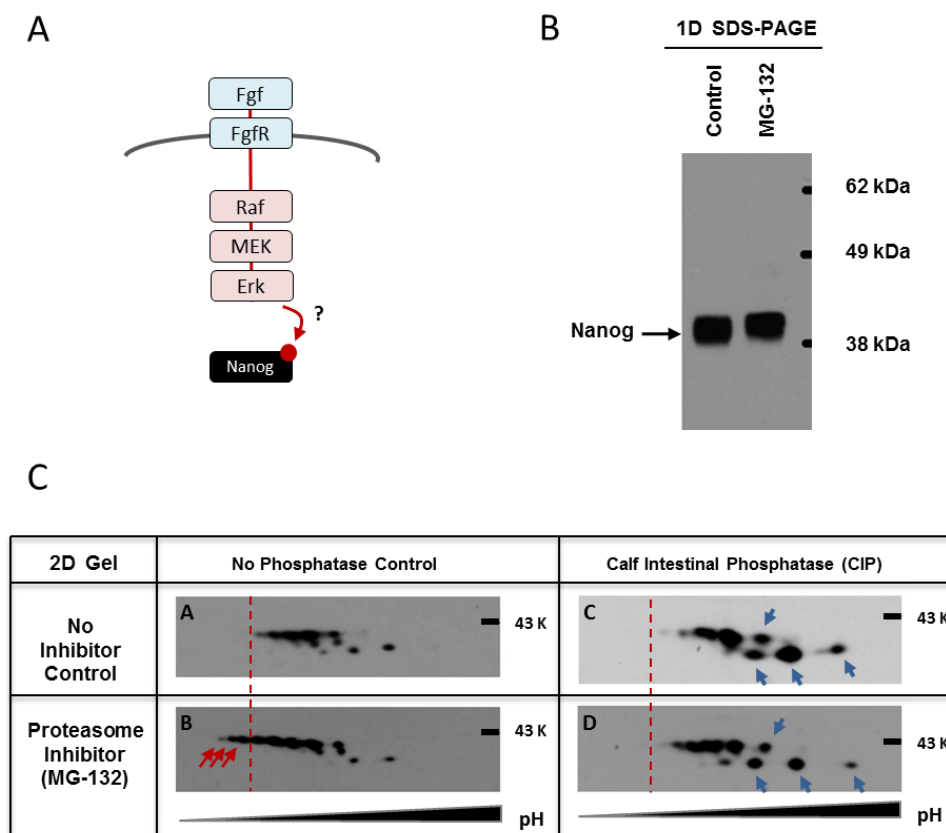 A
Fgf
FgfR
Raf
MEK
Erk
?
Nanog
B
1D SDS-PAGE
Control
MG-132
62 kDa
49 kDa
38 kDa
Nanog
C
2D Gel
No Phosphatase Control
Calf Intestinal Phosphatase (CIP)
No
Inhibitor
Control
A
43 K
C
43 K
Proteasome
Inhibitor
(MG-132)
B
43 K
D
43 K
pH
pH